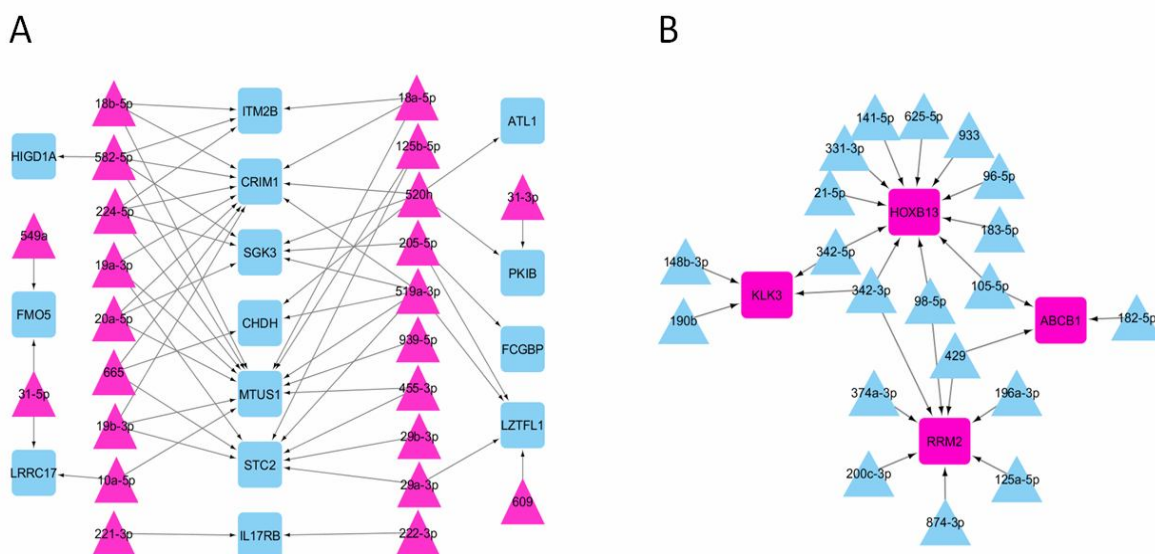 A
18b-5p
ITM2B
18a-5p
ATL1
HIGD1A
582-5p
125b-5p
CRIM1
520h
31-3p
224-5p
549a
SGK3
205-5p
PKIB
19a-3p
519a-3p
FMO5
20a-5p
CHDH
939-5p
FCGBP
665
MTUS1
455-3p
31-5p
19b-3p
29b-3p
LZTFL1
LRRC17
10a-5p
STC2
29a-3p
609
221-3p
IL17RB
222-3p
B
141-5p
625-5p
933
331-3p
96-5p
21-5p
HOXB13
183-5p
342-5p
148b-3p
KLK3
342-3p
98-5p
105-5p
190b
ABCB1
182-5p
429
374a-3p
196a-3p
RRM2
200c-3p
125a-5p
874-3p